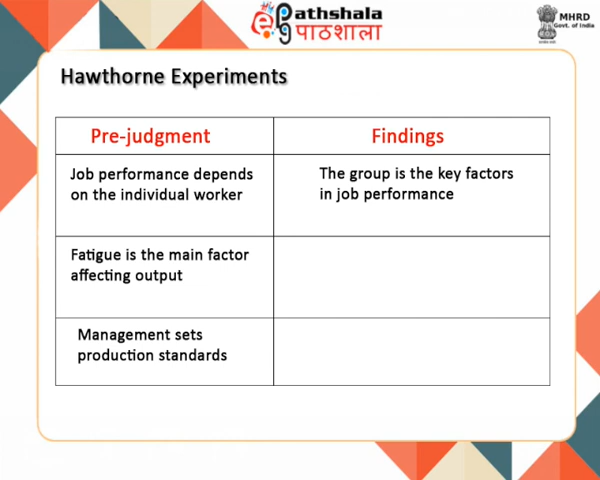 e Pathshala
पाठशाला
MHRD
Govt. of India
Hawthorne Experiments
Pre-judgment
Findings
Job performance depends
on the individual worker
The group is the key factors
in job performance
Fatigue is the main factor
affecting output
Management sets
production standards